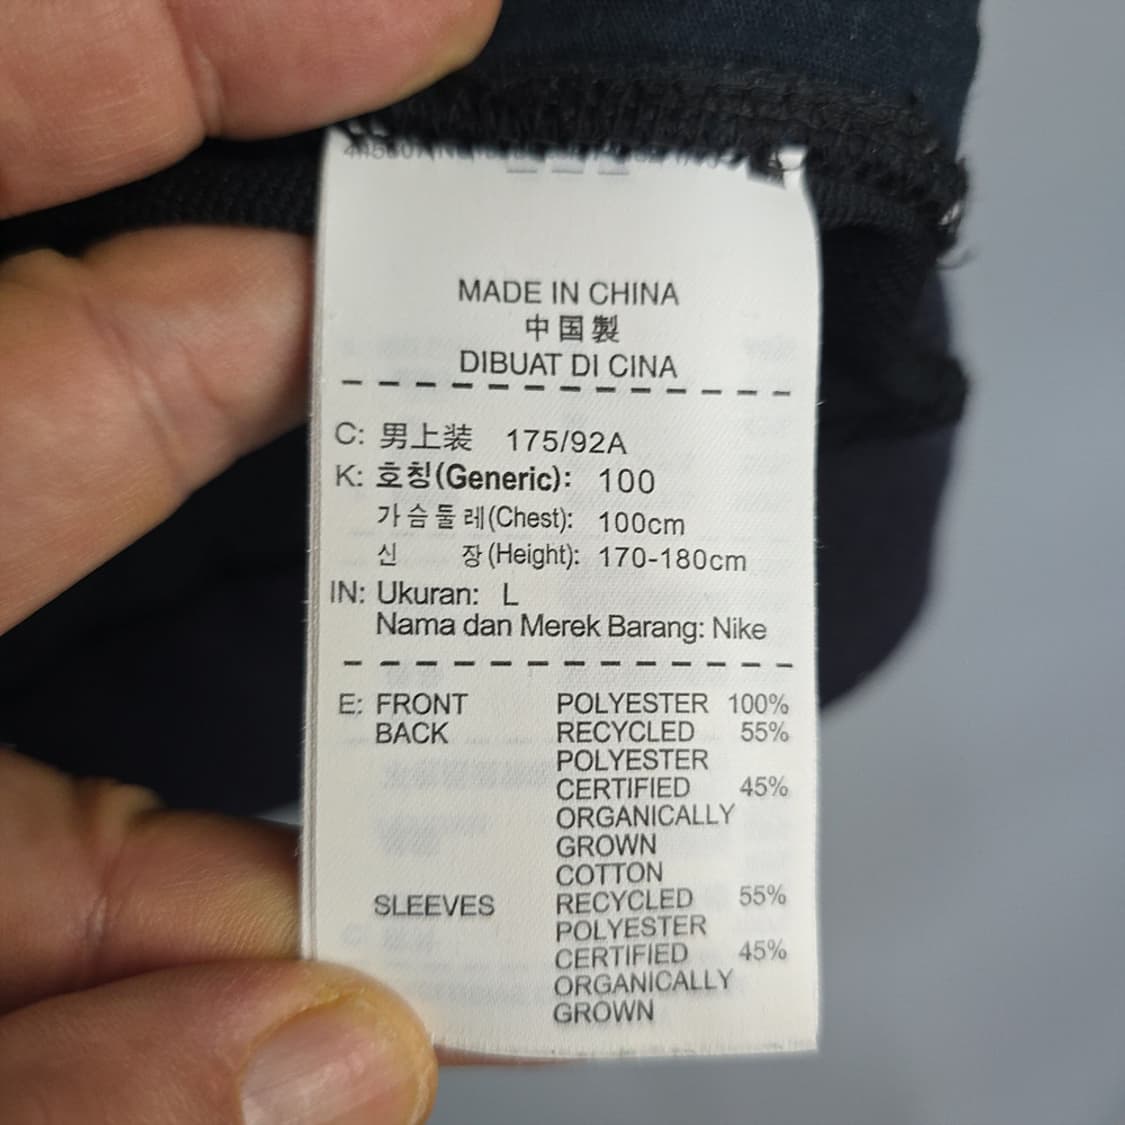 MADE IN CHINA
中国製
DIBUAT DI CINA
C: 男上装 175/92A
K: 호칭(Generic): 100
가슴둘레(Chest): 100cm
신 장(Height): 170-180cm
IN: Ukuran: L
Nama dan Merek Barang: Nike
E: FRONT POLYESTER 100%
BACK RECYCLED 55%
POLYESTER
CERTIFIED 45%
ORGANICALLY
GROWN
COTTON
SLEEVES RECYCLED 55%
POLYESTER
CERTIFIED 45%
ORGANICALLY
GROWN